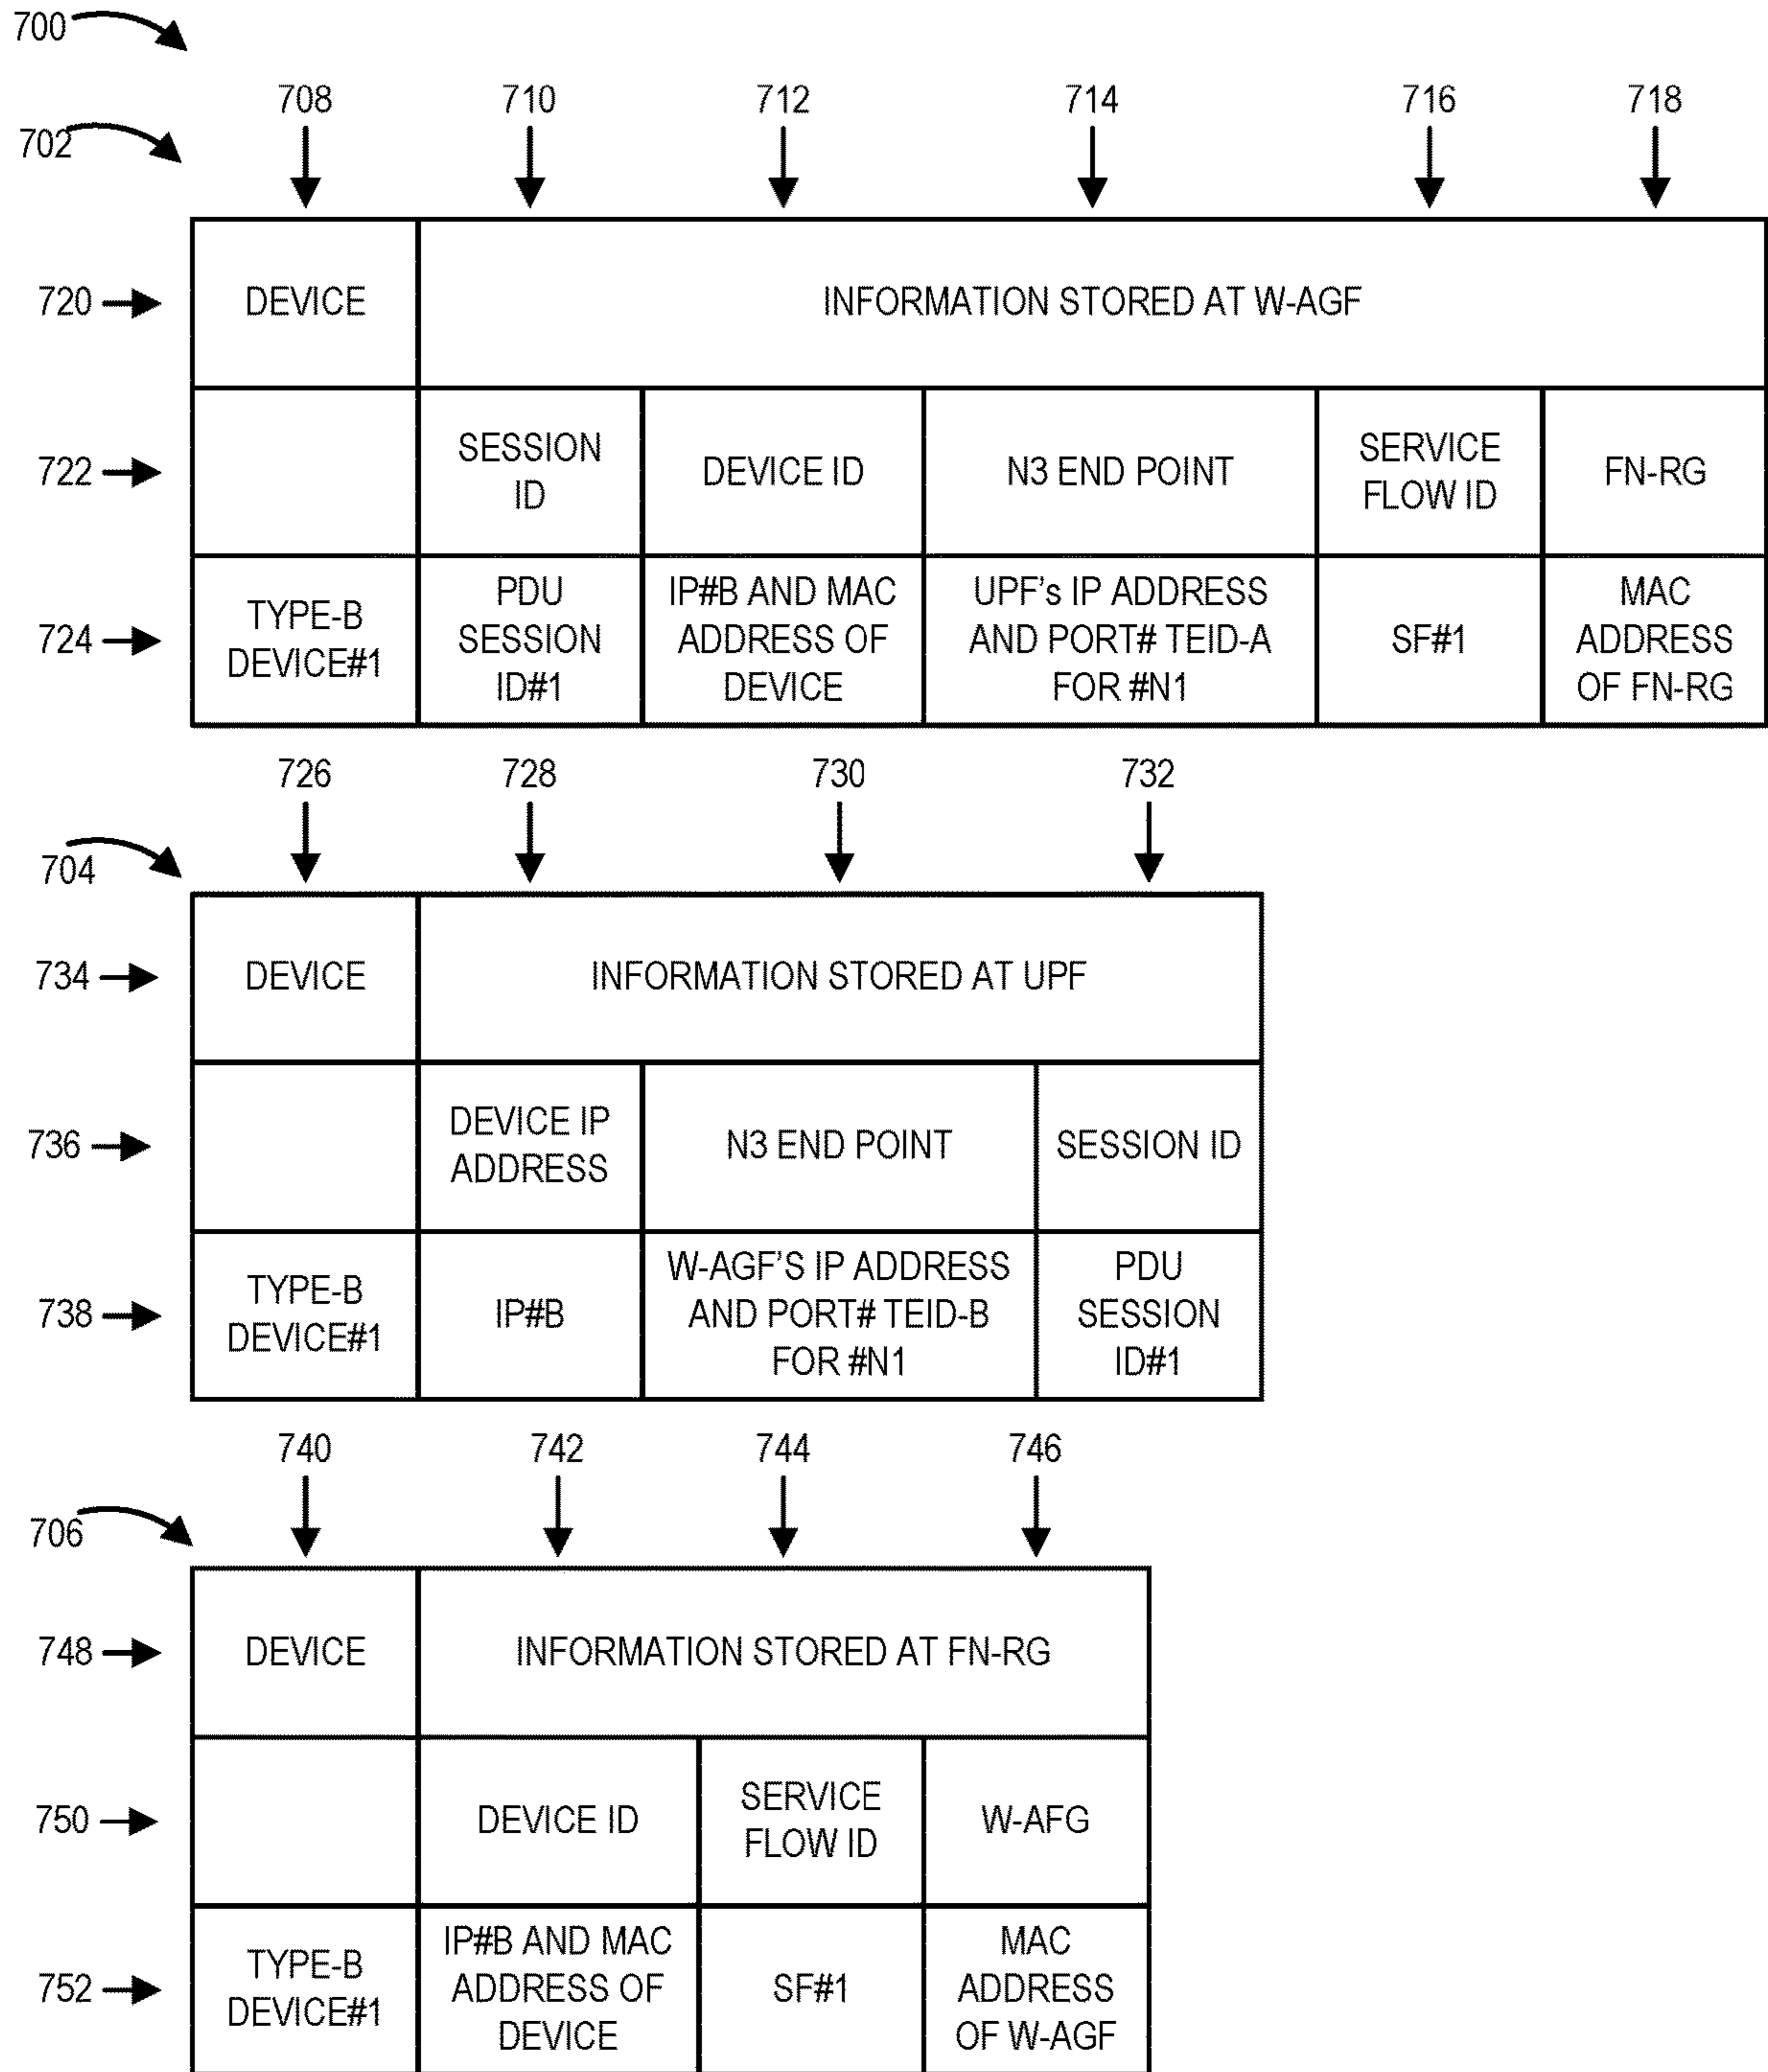 700
708 710 712 714 716 718
702
720 DEVICE INFORMATION STORED AT W-AGF
SESSION SERVICE
722 DEVICE ID N3 END POINT FN-RG
ID FLOW ID
PDU IP#B AND MAC UPF's IP ADDRESS MAC
TYPE-B
724 SESSION ADDRESS OF AND PORT# TEID-A SF#1 ADDRESS
DEVICE#1
ID#1 DEVICE FOR #N1 OF FN-RG
726 728 730 732
704
734 DEVICE INFORMATION STORED AT UPF
DEVICE IP
736 N3 END POINT SESSION ID
ADDRESS
W-AGF'S IP ADDRESS PDU
TYPE-B
738 IP#B AND PORT# TEID-B SESSION
DEVICE#1
FOR #N1 ID#1
740 742 744 746
706
748 DEVICE INFORMATION STORED AT FN-RG
SERVICE
750 DEVICE ID W-AFG
FLOW ID
IP#B AND MAC MAC
TYPE-B
752 ADDRESS OF SF#1 ADDRESS
DEVICE#1
DEVICE OF W-AGF